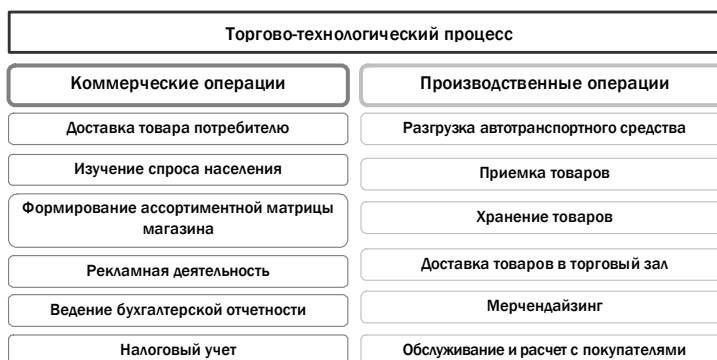 Торгово-технологический процесс
Коммерческие операции
Доставка товара потребителю
Изучение спроса населения
Формирование ассортиментной матрицы
магазина
Рекламная деятельность
Ведение бухгалтерской отчетности
Налоговый учет
Производственные операции
Разгрузка автотранспортного средства
Приемка товаров
Хранение товаров
Доставка товаров в торговый зал
Мерчендайзинг
Обслуживание и расчет с покупателями